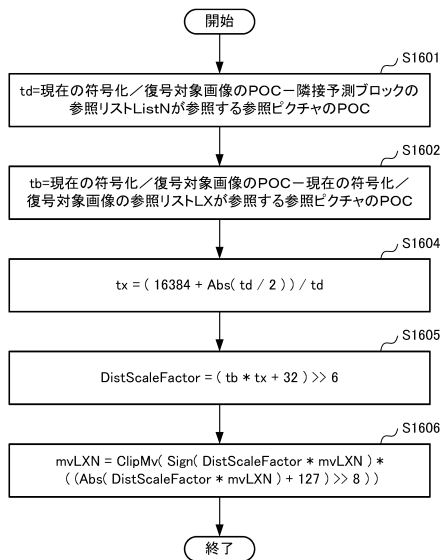 開始
S1601
td=現在の符号化／復号対象画像のPOC－隣接予測ブロックの
参照リストListNが参照する参照ピクチャのPOC
S1602
tb=現在の符号化／復号対象画像のPOC－現在の符号化／
復号対象画像の参照リストLXが参照する参照ピクチャのPOC
S1604
tx = ( 16384 + Abs( td / 2 ) ) / td
S1605
DistScaleFactor = ( tb * tx + 32 ) >> 6
S1606
mvLXN = ClipMv( Sign( DistScaleFactor * mvLXN ) *
( (Abs( DistScaleFactor * mvLXN ) + 127 ) >> 8 ) )
終了